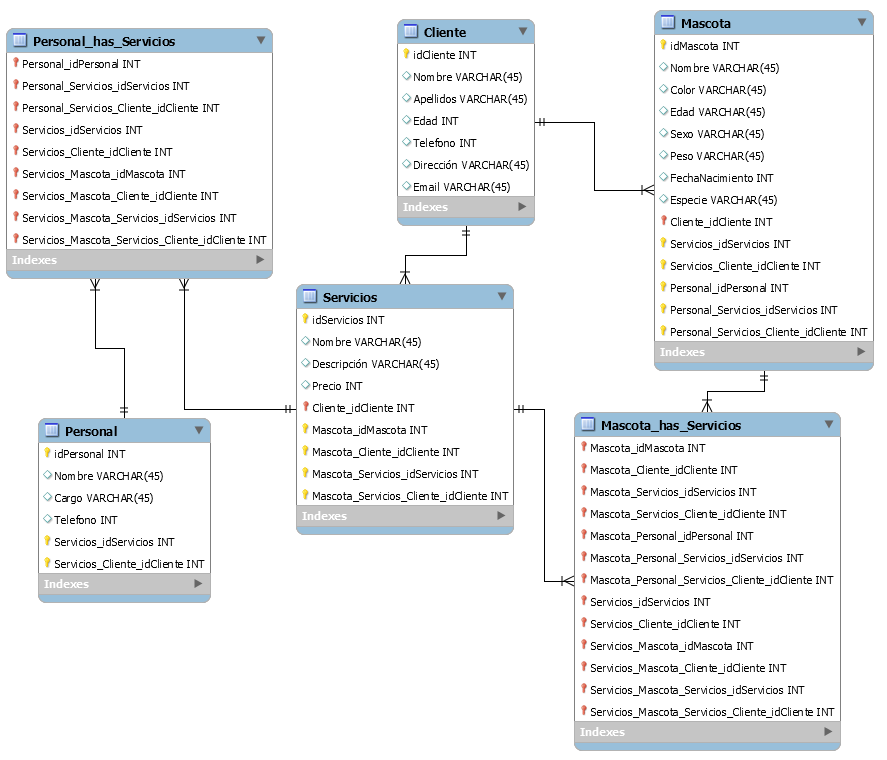 Personal_has_Servicios
Personal_idPersonal INT
Personal_Servicios_idServicios INT
Personal_Servicios_Cliente_idCliente INT
Servicios_idServicios INT
Servicios_Cliente_idCliente INT
Servicios_Mascota_idMascota INT
Servicios_Mascota_Cliente_idCliente INT
Servicios_Mascota_Servicios_idServicios INT
Servicios_Mascota_Servicios_Cliente_idCliente INT
Indexes
Cliente
idCliente INT
Nombre VARCHAR(45)
Apellidos VARCHAR(45)
Edad INT
Telefono INT
Dirección VARCHAR(45)
Email VARCHAR(45)
Indexes
Mascota
idMascota INT
Nombre VARCHAR(45)
Color VARCHAR(45)
Edad VARCHAR(45)
Sexo VARCHAR(45)
Peso VARCHAR(45)
FechaNacimiento INT
Especie VARCHAR(45)
Cliente_idCliente INT
Servicios_idServicios INT
Servicios_Cliente_idCliente INT
Personal_idPersonal INT
Personal_Servicios_idServicios INT
Personal_Servicios_Cliente_idCliente INT
Indexes
Servicios
idServicios INT
Nombre VARCHAR(45)
Descripción VARCHAR(45)
Precio INT
Cliente_idCliente INT
Mascota_idMascota INT
Mascota_Cliente_idCliente INT
Mascota_Servicios_idServicios INT
Mascota_Servicios_Cliente_idCliente INT
Indexes
Personal
idPersonal INT
Nombre VARCHAR(45)
Cargo VARCHAR(45)
Telefono INT
Servicios_idServicios INT
Servicios_Cliente_idCliente INT
Indexes
Mascota_has_Servicios
Mascota_idMascota INT
Mascota_Cliente_idCliente INT
Mascota_Servicios_idServicios INT
Mascota_Servicios_Cliente_idCliente INT
Mascota_Personal_idPersonal INT
Mascota_Personal_Servicios_idServicios INT
Mascota_Personal_Servicios_Cliente_idCliente INT
Servicios_idServicios INT
Servicios_Cliente_idCliente INT
Servicios_Mascota_idMascota INT
Servicios_Mascota_Cliente_idCliente INT
Servicios_Mascota_Servicios_idServicios INT
Servicios_Mascota_Servicios_Cliente_idCliente INT
Indexes